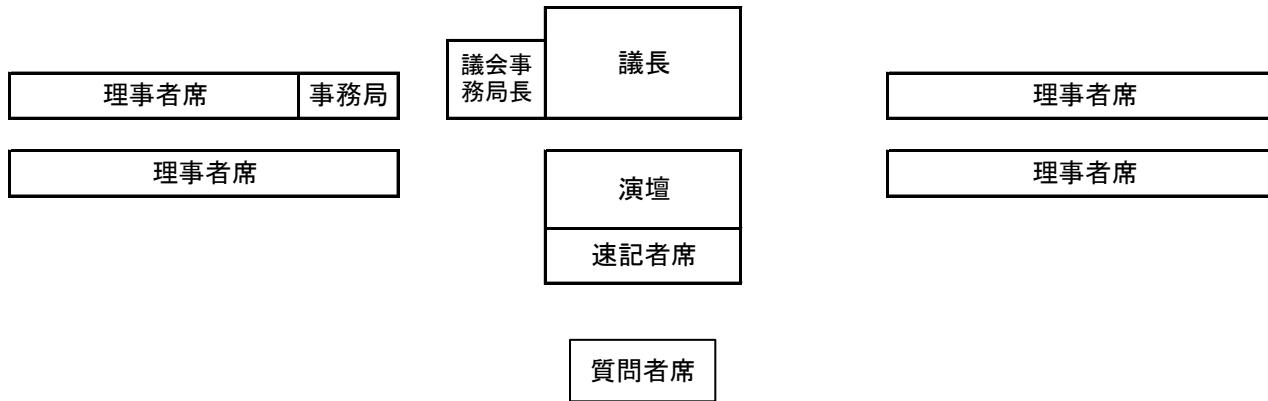 議長
議会事
務局長
理事者席
事務局
理事者席
理事者席
演壇
理事者席
速記者席
質問者席